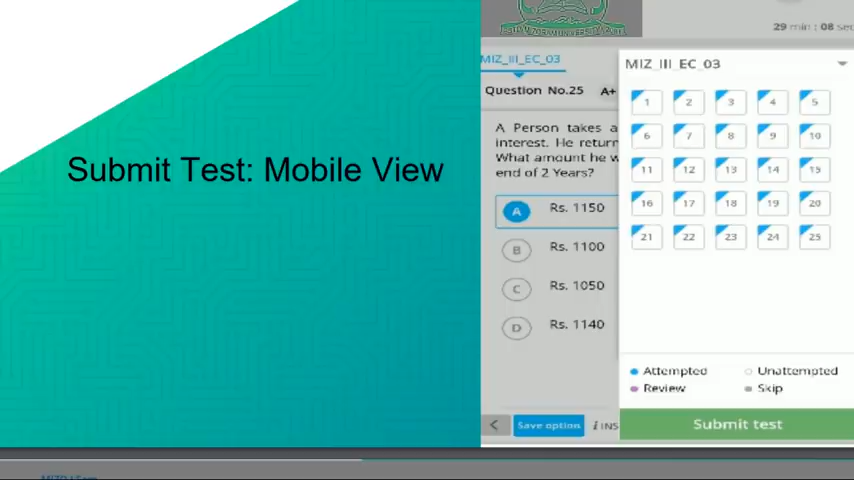 29 min : 08 sec
MIZ_III_EC_03
MIZ_III_EC_03
Question No.25
A+
A Person takes a
interest. He return
What amount he w
end of 2 Years?
A
Rs. 1150
B
Rs. 1100
C
Rs. 1050
D
Rs. 1140
1 2 3 4 5
6 7 8 9 10
11 12 13 14 15
16 17 18 19 20
21 22 23 24 25
Submit Test: Mobile View
Attempted
Unattempted
Review
Skip
Save option
i INS
Submit test